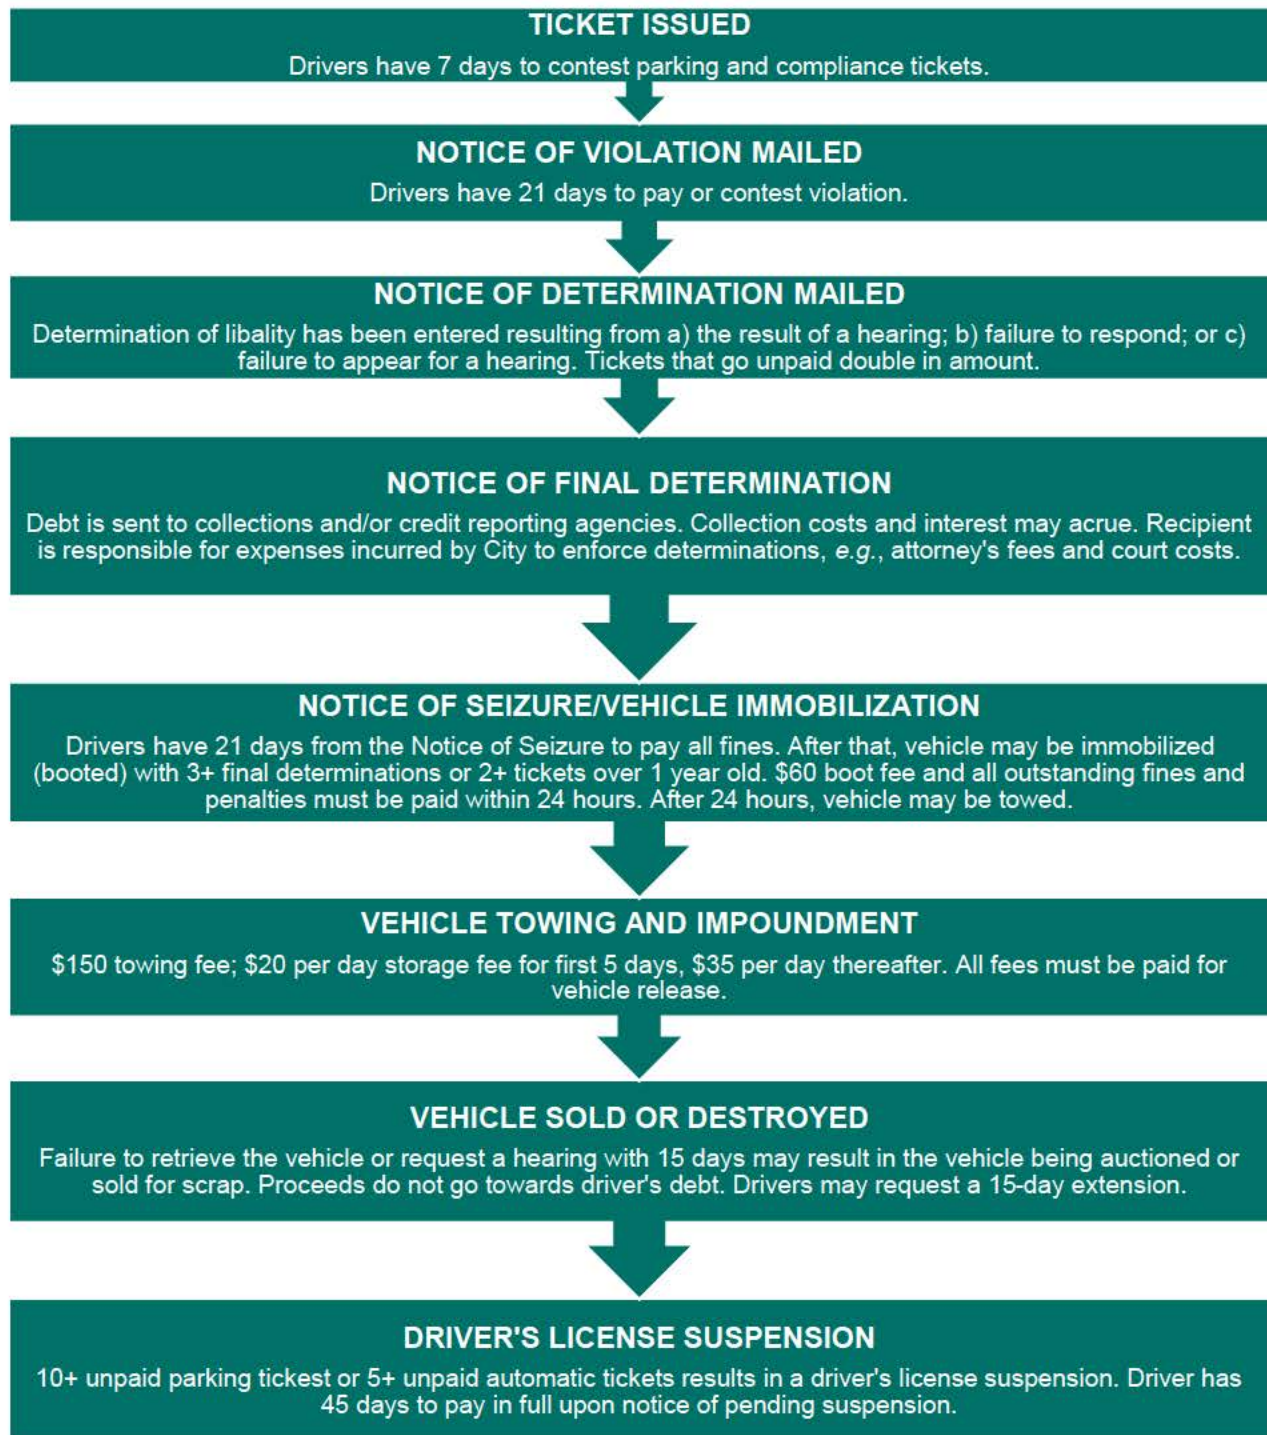 TICKET ISSUED
Drivers have 7 days to contest parking and compliance tickets.
NOTICE OF VIOLATION MAILED
Drivers have 21 days to pay or contest violation.
NOTICE OF DETERMINATION MAILED
Determination of libality has been entered resulting from a) the result of a hearing; b) failure to respond; or c)
failure to appear for a hearing. Tickets that go unpaid double in amount.
NOTICE OF FINAL DETERMINATION
Debt is sent to collections and/or credit reporting agencies. Collection costs and interest may acrue. Recipient
is responsible for expenses incurred by City to enforce determinations, e.g., attorney's fees and court costs.
NOTICE OF SEIZURE/VEHICLE IMMOBILIZATION
Drivers have 21 days from the Notice of Seizure to pay all fines. After that, vehicle may be immobilized
(booted) with 3+ final determinations or 2+ tickets over 1 year old. $60 boot fee and all outstanding fines and
penalties must be paid within 24 hours. After 24 hours, vehicle may be towed.
VEHICLE TOWING AND IMPOUNDMENT
$150 towing fee; $20 per day storage fee for first 5 days, $35 per day thereafter. All fees must be paid for
vehicle release.
VEHICLE SOLD OR DESTROYED
Failure to retrieve the vehicle or request a hearing with 15 days may result in the vehicle being auctioned or
sold for scrap. Proceeds do not go towards driver's debt. Drivers may request a 15-day extension.
DRIVER'S LICENSE SUSPENSION
10+ unpaid parking tickest or 5+ unpaid automatic tickets results in a driver's license suspension. Driver has
45 days to pay in full upon notice of pending suspension.